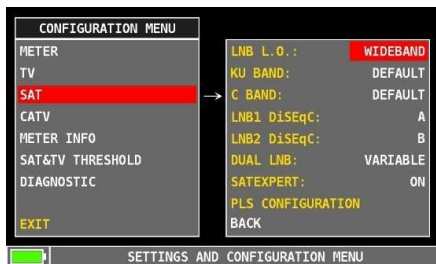 CONFIGURATION MENU
METER
TV
SAT
CATV
METER INFO
SAT&TV THRESHOLD
DIAGNOSTIC
EXIT
→
LNB L.O.: WIDEBAND
KU BAND: DEFAULT
C BAND: DEFAULT
LNB1 DiSEqC: A
LNB2 DiSEqC: B
DUAL LNB: VARIABLE
SATEXPERT: ON
PLS CONFIGURATION
BACK
SETTINGS AND CONFIGURATION MENU